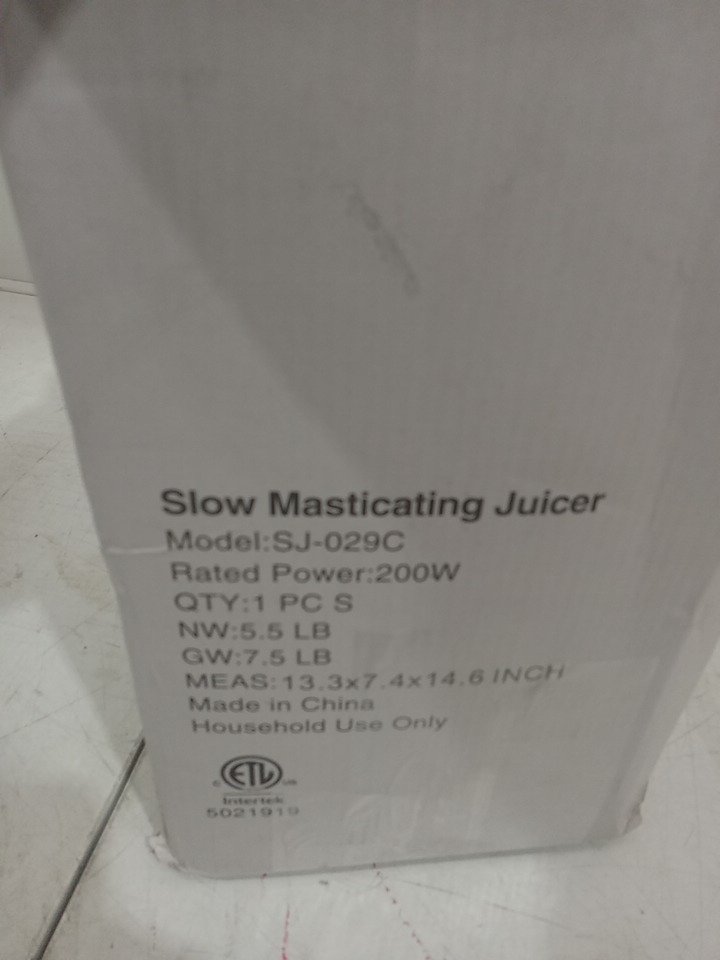 Slow Masticating Juicer
Model:SJ-029C
Rated Power:200W
QTY:1 PC S
NW:5.5 LB
GW:7.5 LB
MEAS:13.3x7.4x14.6 INCH
Made in China
Household Use Only
C ETL US
Intertek
5021919